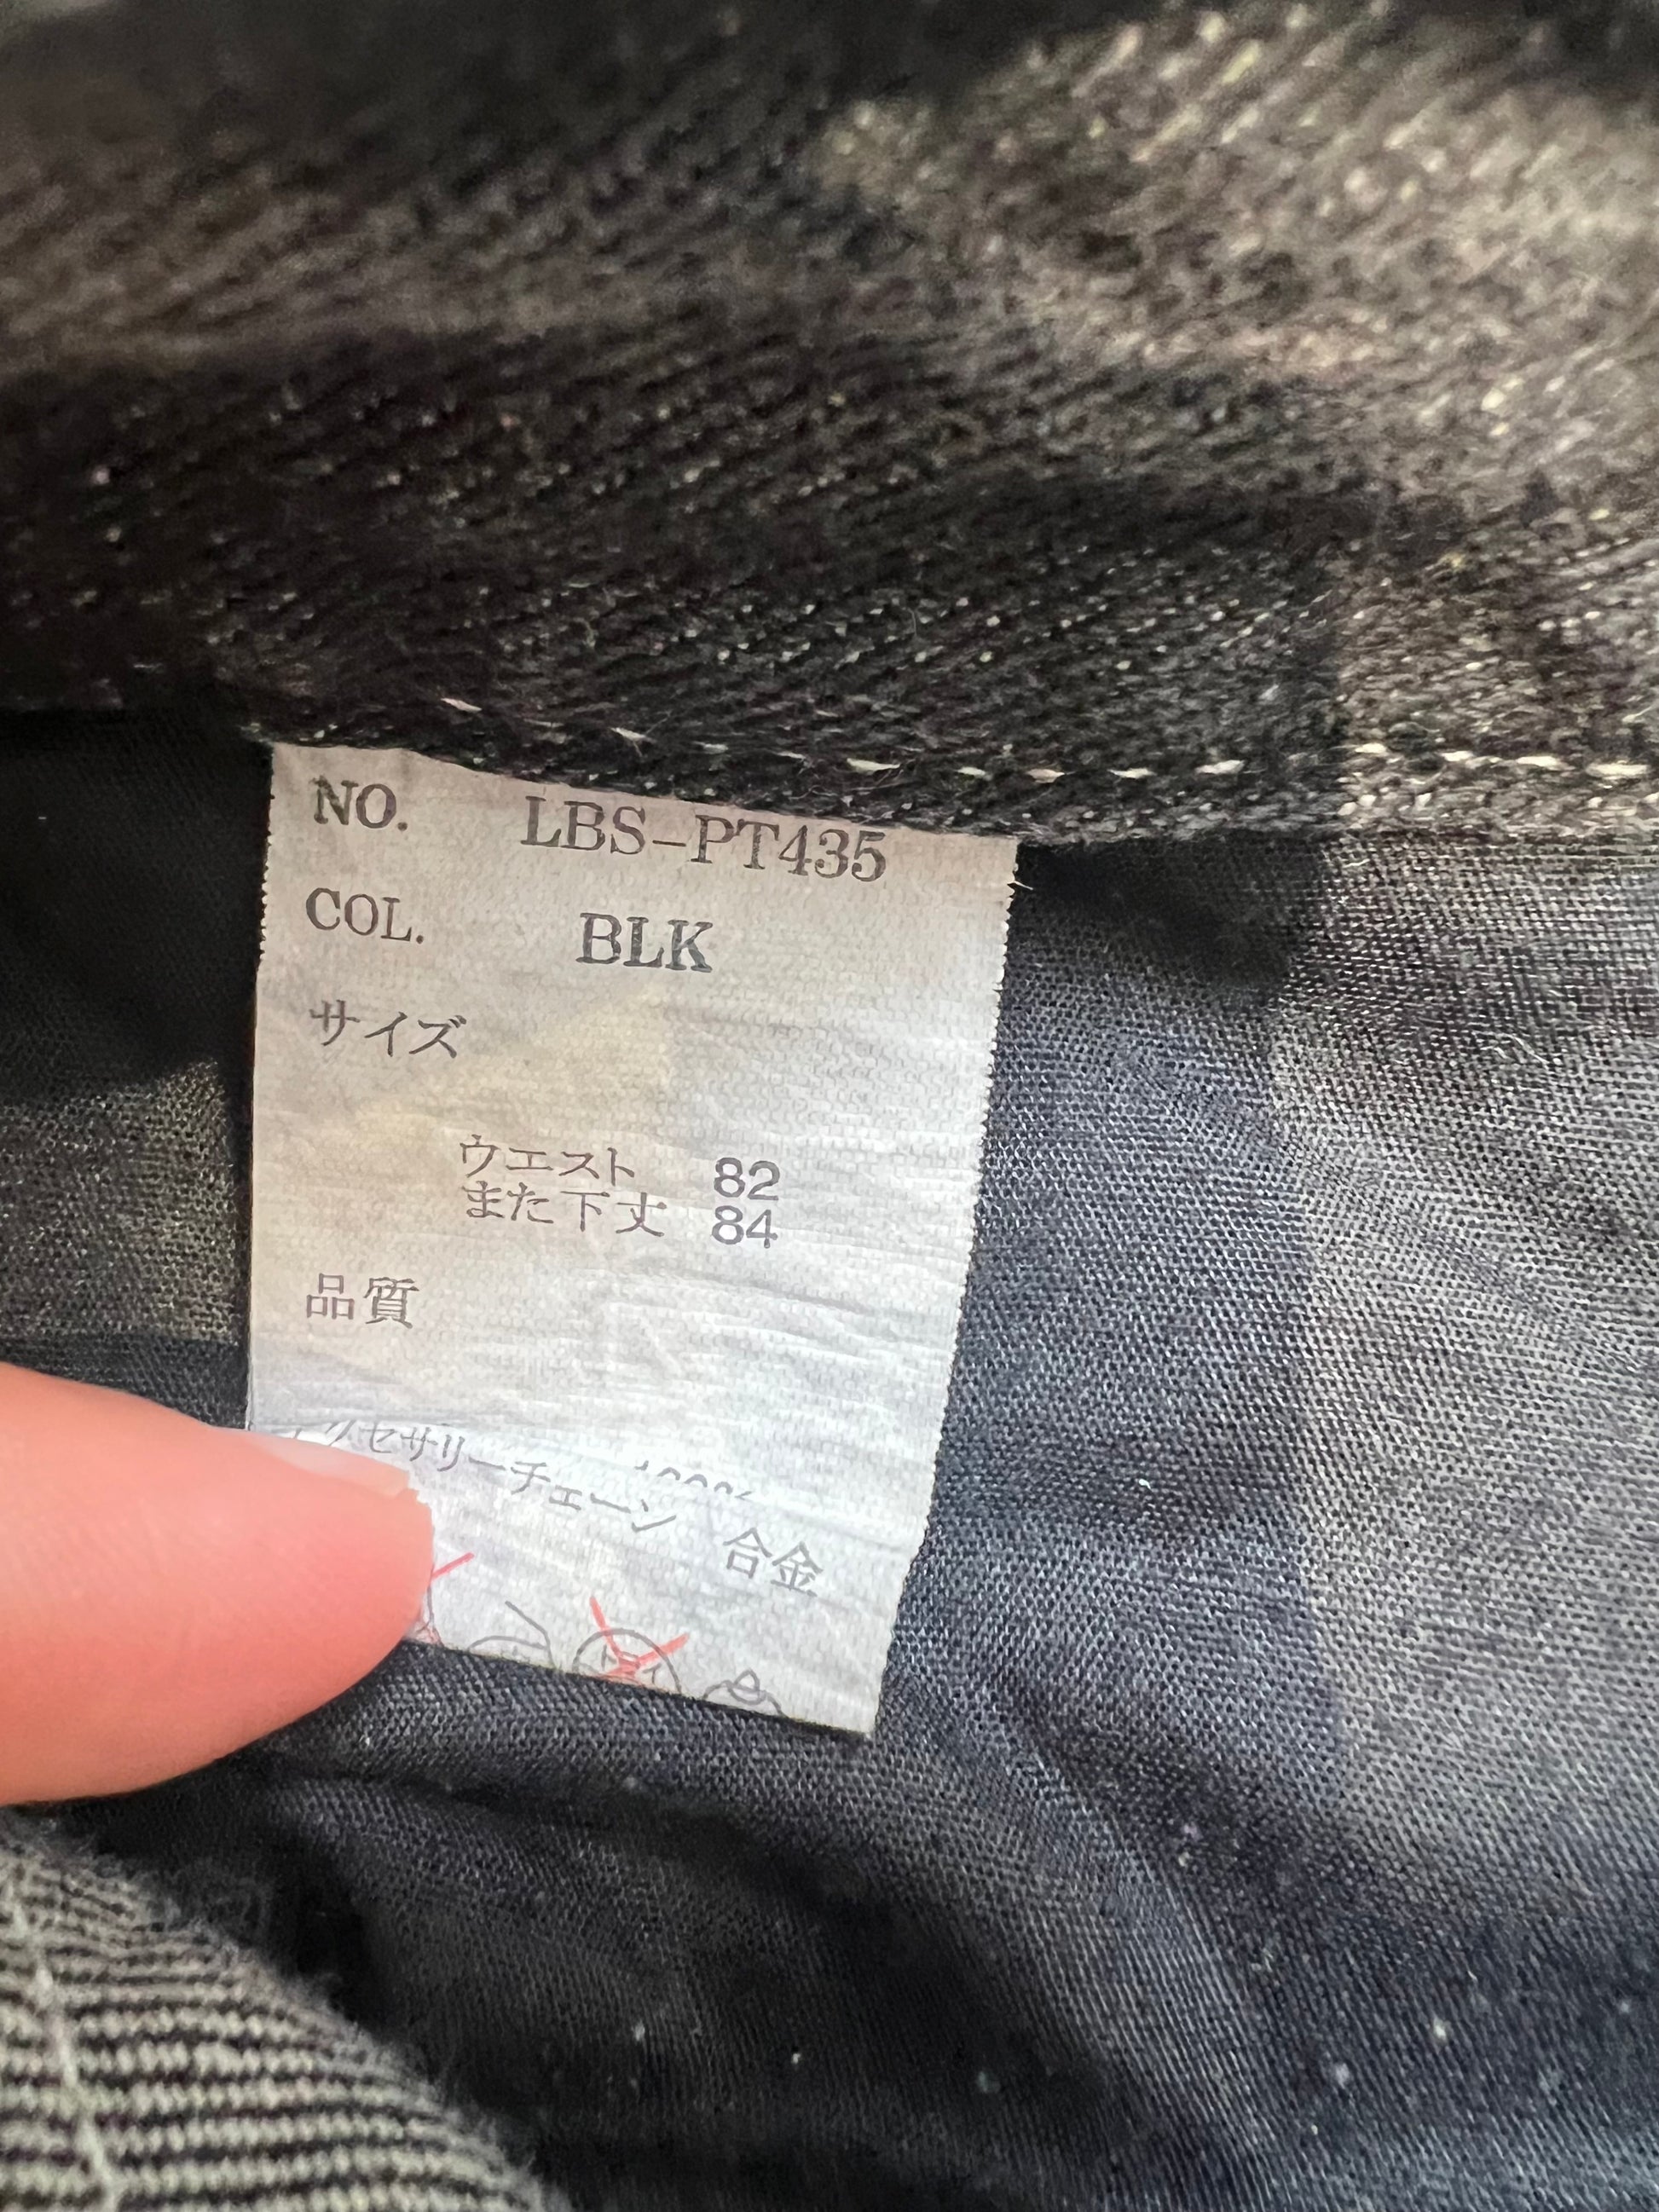 NO. LBS-PT435
COL. BLK
サイズ
ウエスト 82
また下丈 84
品質
アクセサリーチェーン 合金